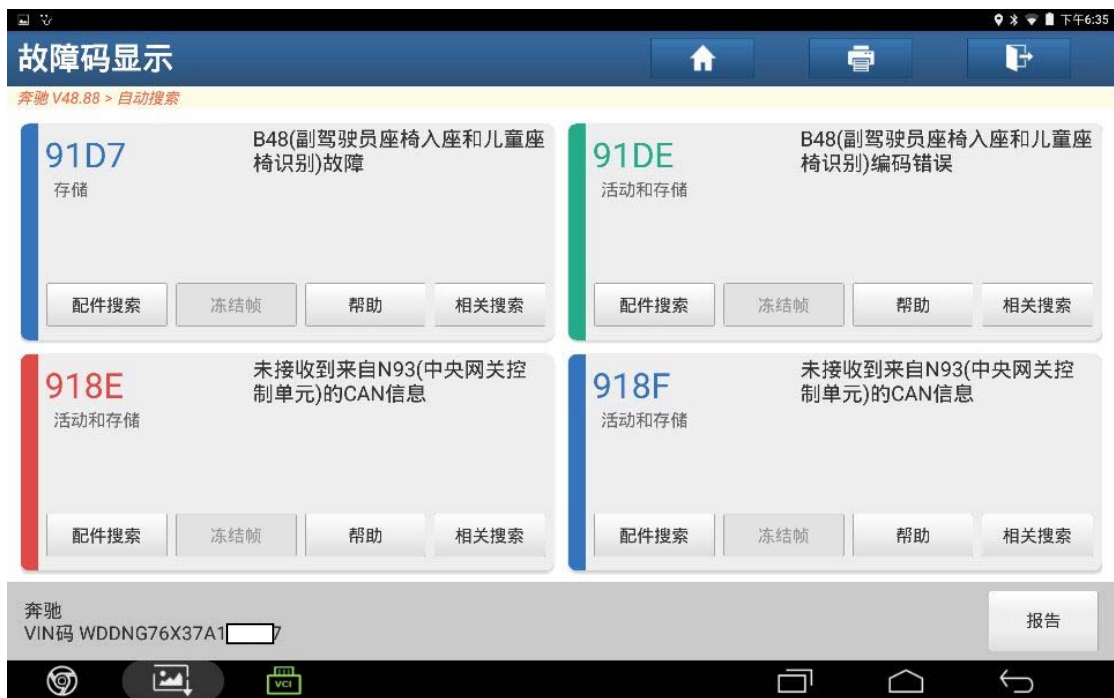 下午6:35
故障码显示
奔驰 V48.88 > 自动搜索
91D7
存储
B48(副驾驶员座椅入座和儿童座
椅识别)故障
配件搜索 冻结帧 帮助 相关搜索
91DE
活动和存储
B48(副驾驶员座椅入座和儿童座
椅识别)编码错误
配件搜索 冻结帧 帮助 相关搜索
918E
活动和存储
未接收到来自N93(中央网关控
制单元)的CAN信息
配件搜索 冻结帧 帮助 相关搜索
918F
活动和存储
未接收到来自N93(中央网关控
制单元)的CAN信息
配件搜索 冻结帧 帮助 相关搜索
奔驰
VIN码 WDDNG76X37A1 7
报告
VCI